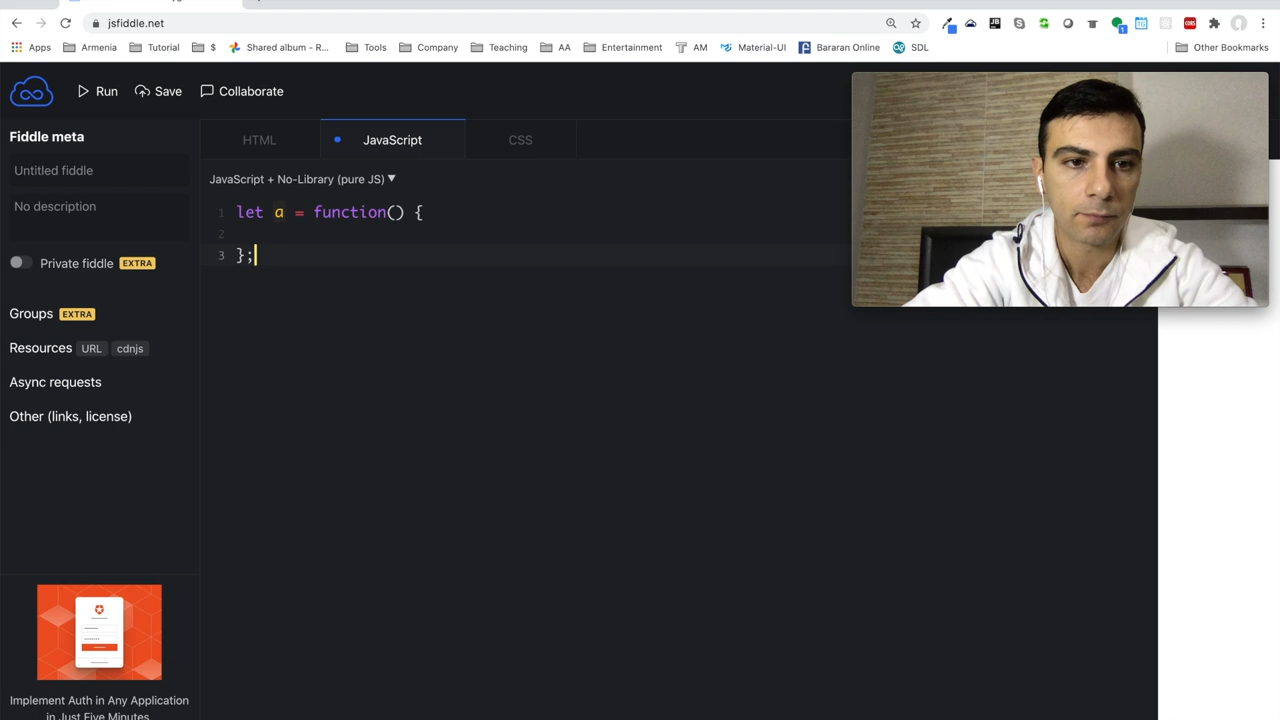 jsfiddle.net
Apps Armenia Tutorial $ Shared album - R... Tools Company Teaching AA Entertainment AM Material-UI Bararan Online SDL Other Bookmarks
Run Save Collaborate
Fiddle meta
Untitled fiddle
No description
Private fiddle EXTRA
Groups EXTRA
Resources URL cdnjs
Async requests
Other (links, license)
Implement Auth in Any Application
in Just Five Minutes
HTML JavaScript CSS
JavaScript + No-Library (pure JS)
1 let a = function() {
2
3 };